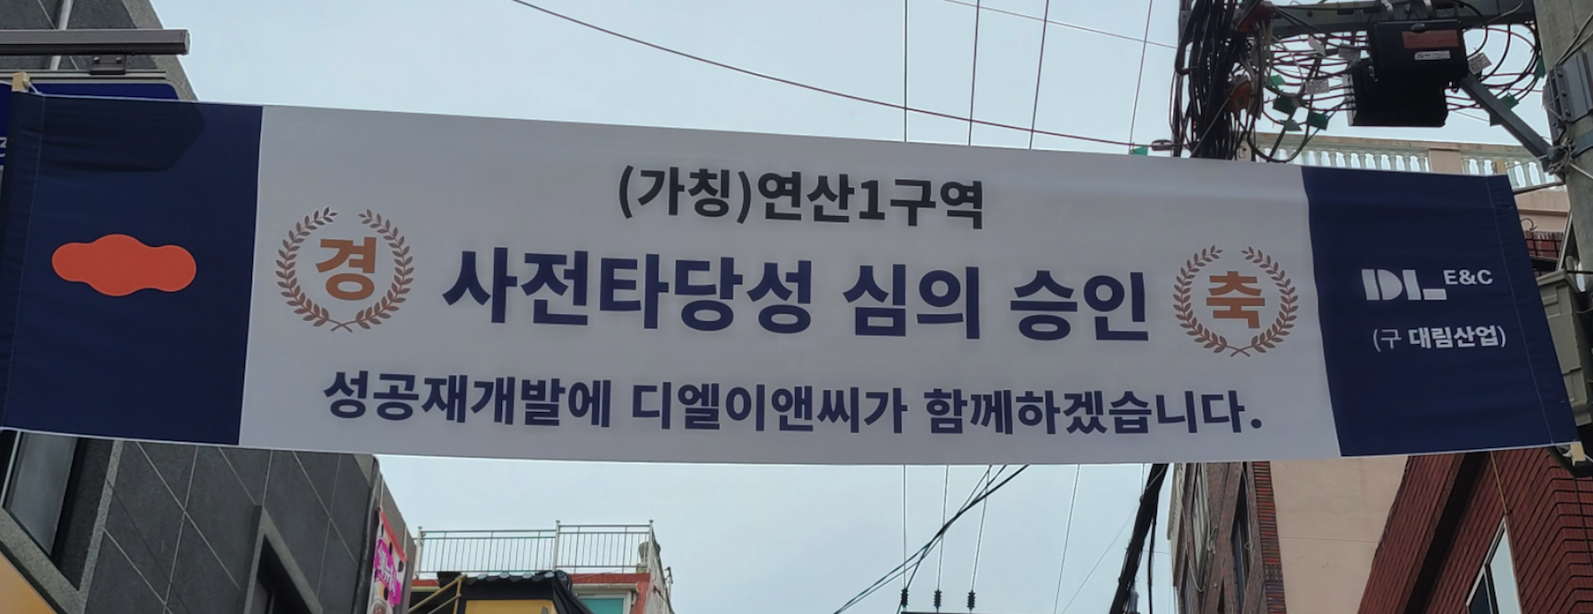 (가칭)연산1구역
경 사전타당성 심의 승인 축
성공재개발에 디엘이앤씨가 함께하겠습니다.
DL E&C
(구 대림산업)